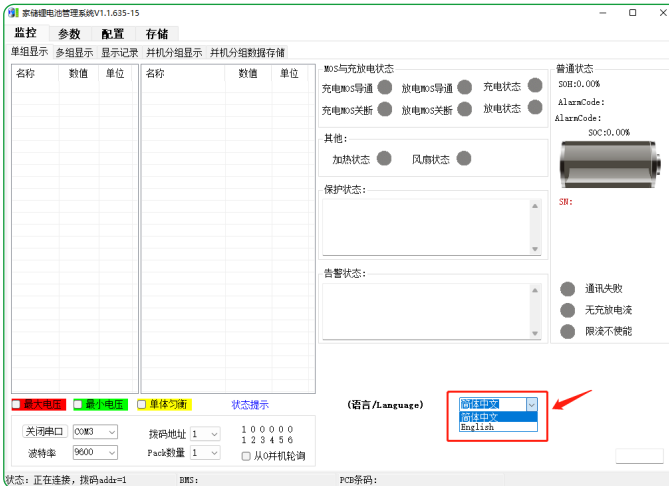 家储锂电池管理系统V1.1.635-15
监控 参数 配置 存储
单组显示 多组显示 显示记录 并机分组显示 并机分组数据存储
名称 数值 单位 名称 数值 单位
MOS与充放电状态
充电MOS导通 放电MOS导通 充电状态
充电MOS关断 放电MOS关断 放电状态
其他:
加热状态 风扇状态
保护状态:
告警状态:
普通状态
SOH:0.00%
AlarmCode:
AlarmCode:
SOC:0.00%
SN:
通讯失败
无充放电流
限流不使能
最大电压 最小电压 单体匀衡 状态提示
(语言/Language) 简体中文
简体中文
English
关闭串口 COM3 拨码地址 1 1 0 0 0 0 0
1 2 3 4 5 6
波特率 9600 Pack数量 1 从0并机轮询
状态: 正在连接, 拨码addr=1 BMS: PCB条码: